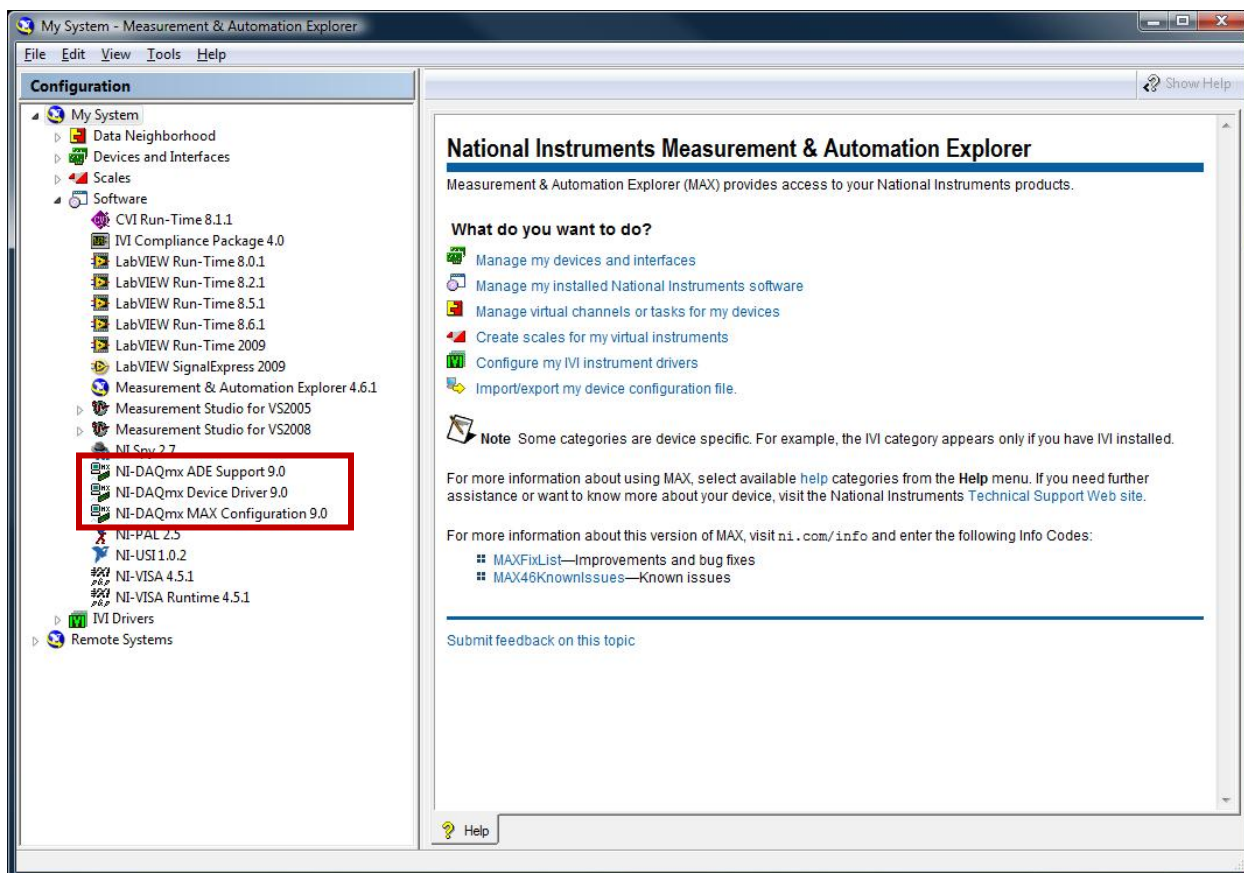 My System - Measurement & Automation Explorer
File Edit View Tools Help
Configuration
Show Help
My System
Data Neighborhood
Devices and Interfaces
Scales
Software
CVI Run-Time 8.1.1
IVI Compliance Package 4.0
LabVIEW Run-Time 8.0.1
LabVIEW Run-Time 8.2.1
LabVIEW Run-Time 8.5.1
LabVIEW Run-Time 8.6.1
LabVIEW Run-Time 2009
LabVIEW SignalExpress 2009
Measurement & Automation Explorer 4.6.1
Measurement Studio for VS2005
Measurement Studio for VS2008
NI Spy 2.7
NI-DAQmx ADE Support 9.0
NI-DAQmx Device Driver 9.0
NI-DAQmx MAX Configuration 9.0
NI-PAL 2.5
NI-USI 1.0.2
NI-VISA 4.5.1
NI-VISA Runtime 4.5.1
IVI Drivers
Remote Systems
National Instruments Measurement & Automation Explorer
Measurement & Automation Explorer (MAX) provides access to your National Instruments products.
What do you want to do?
Manage my devices and interfaces
Manage my installed National Instruments software
Manage virtual channels or tasks for my devices
Create scales for my virtual instruments
Configure my IVI instrument drivers
Import/export my device configuration file.
Note Some categories are device specific. For example, the IVI category appears only if you have IVI installed.
For more information about using MAX, select available help categories from the Help menu. If you need further
assistance or want to know more about your device, visit the National Instruments Technical Support Web site.
For more information about this version of MAX, visit ni.com/info and enter the following Info Codes:
MAXFixList—Improvements and bug fixes
MAX46KnownIssues—Known issues
Submit feedback on this topic
Help